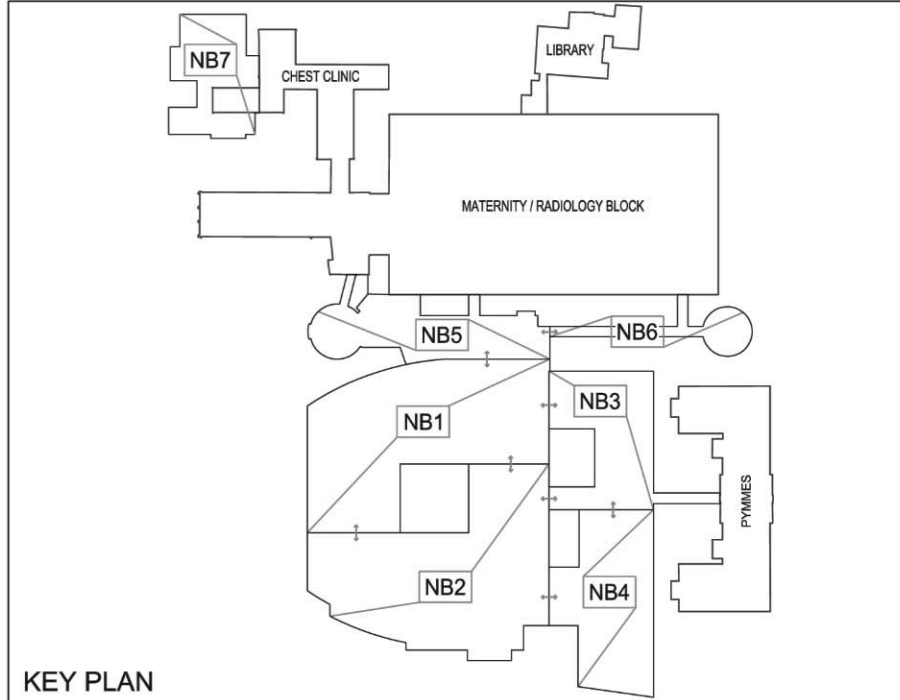 LIBRARY
NB7
CHEST CLINIC
MATERNITY / RADIOLOGY BLOCK
NB5
NB6
NB1
NB3
PYMMES
NB2
NB4
KEY PLAN